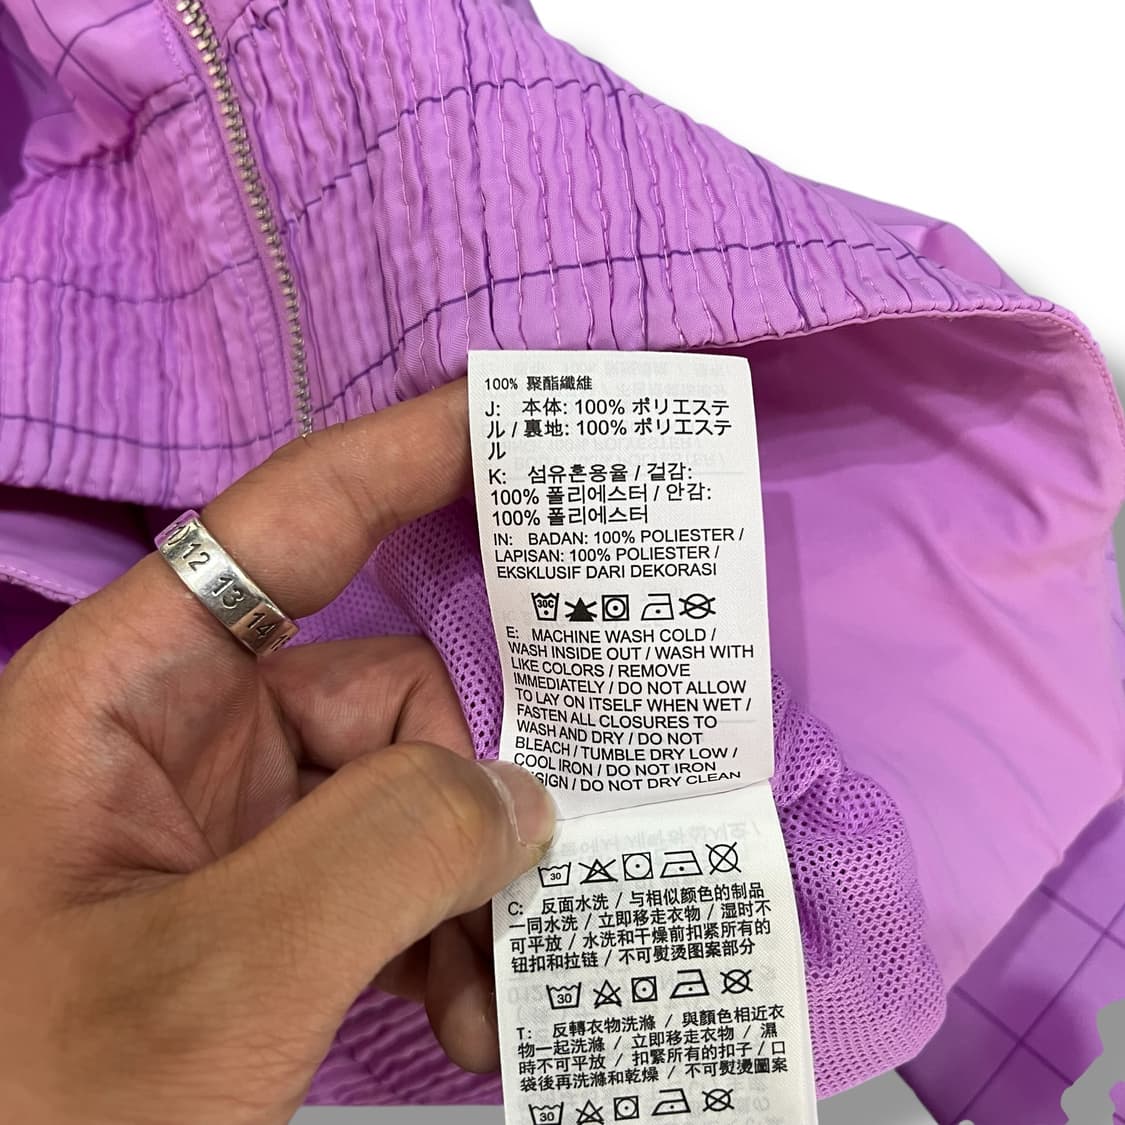 12 13 14
100% 聚酯纖維
J: 本体: 100% ポリエステ
ル / 裏地: 100% ポリエステ
ル
K: 섬유혼용율 / 겉감:
100% 폴리에스터 / 안감:
100% 폴리에스터
IN: BADAN: 100% POLIESTER /
LAPISAN: 100% POLIESTER /
EKSKLUSIF DARI DEKORASI
30C
E: MACHINE WASH COLD /
WASH INSIDE OUT / WASH WITH
LIKE COLORS / REMOVE
IMMEDIATELY / DO NOT ALLOW
TO LAY ON ITSELF WHEN WET /
FASTEN ALL CLOSURES TO
WASH AND DRY / DO NOT
BLEACH / TUMBLE DRY LOW /
COOL IRON / DO NOT IRON
/ DO NOT DRY CLEAN
30
C: 反面水洗 / 与相似颜色的制品
一同水洗 / 立即移走衣物 / 湿时不
可平放 / 水洗和干燥前扣紧所有的
钮扣和拉链 / 不可熨烫图案部分
30
T: 反轉衣物洗滌 / 與顏色相近衣
物一起洗滌 / 立即移走衣物 / 濕
時不可平放 / 扣緊所有的扣子 / 口
袋後再洗滌和乾燥 / 不可熨燙圖案
30